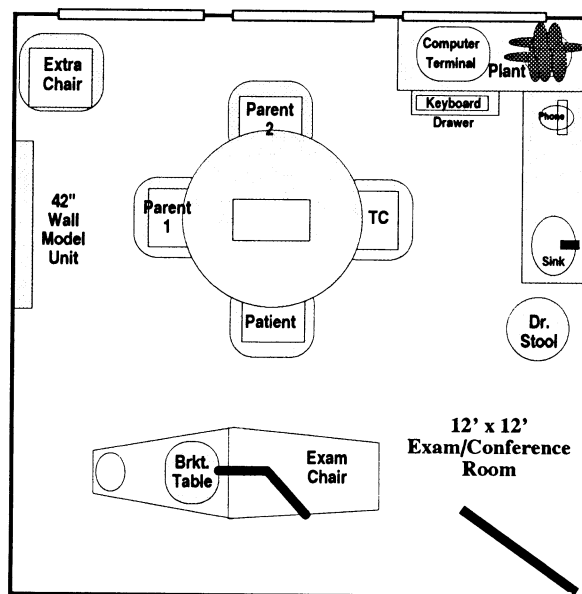 Extra
Chair
Computer
Terminal
Plant
Keyboard
Drawer
Phone
Parent
2
42"
Wall
Model
Unit
Parent
1
TC
Sink
Patient
Dr.
Stool
12' x 12'
Exam/Conference
Room
Brkt.
Table
Exam
Chair